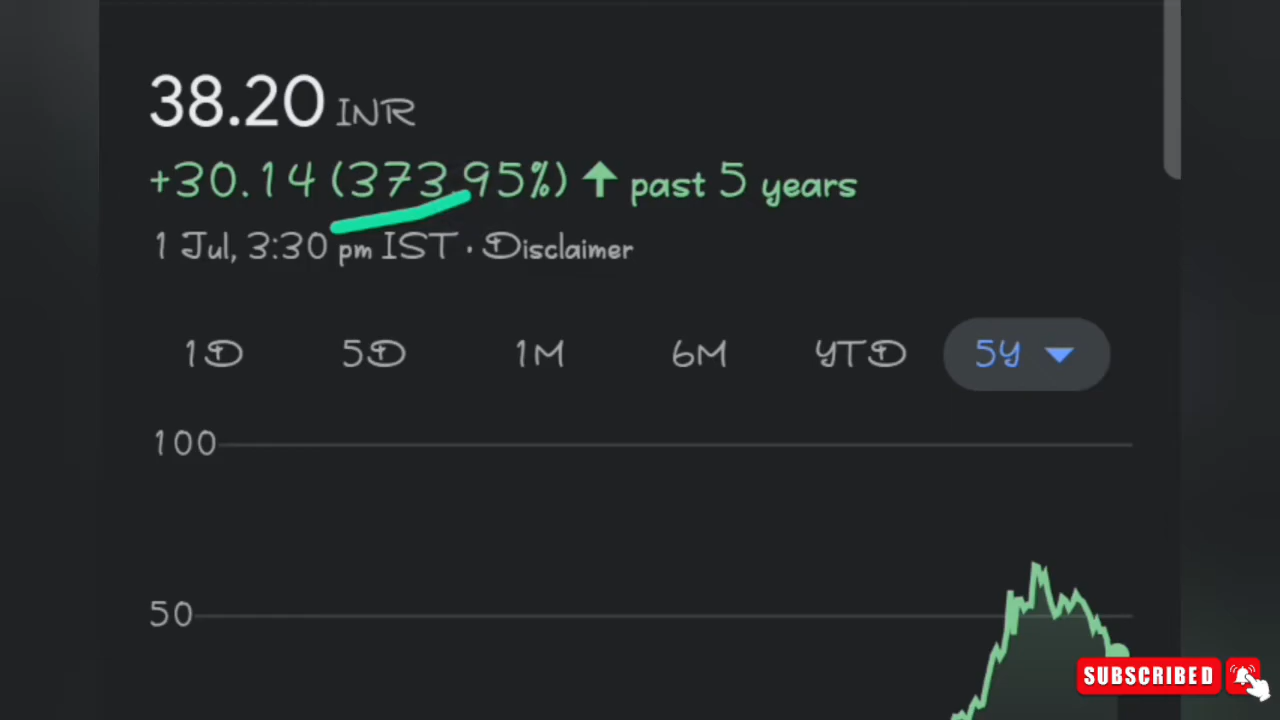 38.20 INR
+30.14 (373.95%) ↑ past 5 years
1 Jul, 3:30 pm IST · Disclaimer
1D 5D 1M 6M YTD 5Y
100
50
SUBSCRIBED